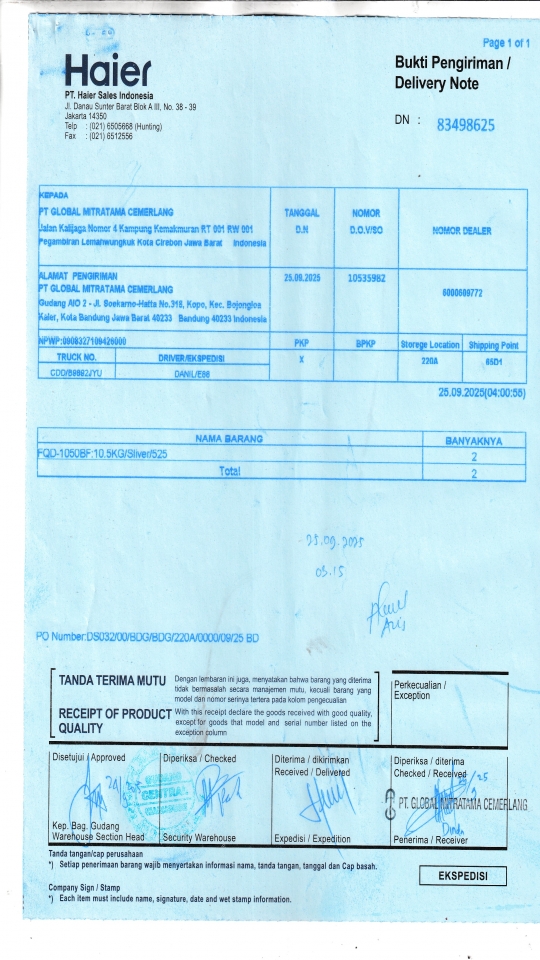 Page 1 of 1
Haier
Bukti Pengiriman /
Delivery Note
PT. Haier Sales Indonesia
Jl. Danau Sunter Barat Blok A III, No. 38 - 39
Jakarta 14350
Telp : (021) 6505668 (Hunting)
Fax : (021) 6512556
DN : 83498625
KEPADA
PT GLOBAL MITRATAMA CEMERLANG
Jalan Kalijaga Nomor 4 Kampung Kemakmuran RT 001 RW 001
Pegambiran Lemahwungkuk Kota Cirebon Jawa Barat Indonesia
TANGGAL
D.N
NOMOR
D.O.V/SO
NOMOR DEALER
ALAMAT PENGIRIMAN
PT GLOBAL MITRATAMA CEMERLANG
Gudang AIO 2 - Jl. Soekarno-Hatta No.318, Kopo, Kec. Bojongloa
Kaler, Kota Bandung Jawa Barat 40233 Bandung 40233 Indonesia
25.09.2025
10535982
6000609772
PKP BPKP Storege Location Shipping Point
TRUCK NO. DRIVER/EKSPEDISI X 220A 65D1
DANIL/E88
25.09.2025(04:00:55)
NAMA BARANG BANYAKNYA
FQD-1050BF:10.5KG/Sliver/525 2
Total 2
25.09.2025
03.15
Aris
PO Number:DS032/00/BDG/BDG/220A/0000/09/25 BD
TANDA TERIMA MUTU
Dengan lembaran ini juga, menyatakan bahwa barang yang diterima
tidak bermasalah secara manajemen mutu, kecuali barang yang
model dan nomor serinya tertera pada kolom pengecualian
RECEIPT OF PRODUCT
QUALITY
With this receipt declare the goods received with good quality,
except for goods that model and serial number listed on the
exception column
Perkecualian /
Exception
Disetujui / Approved
Diperiksa / Checked
Diterima / dikirimkan
Received / Delivered
Diperiksa / diterima
Checked / Received
PT. GLOBAL MITRATAMA CEMERLANG
Kep. Bag. Gudang
Warehouse Section Head
Security Warehouse
Expedisi / Expedition
Penerima / Receiver
Tanda tangan/cap perusahaan
*) Setiap penerimaan barang wajib menyertakan informasi nama, tanda tangan, tanggal dan Cap basah.
EKSPEDISI
Company Sign / Stamp
*) Each item must include name, signature, date and wet stamp information.